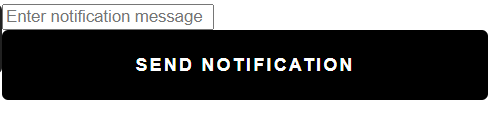 Enter notification message
SEND NOTIFICATION